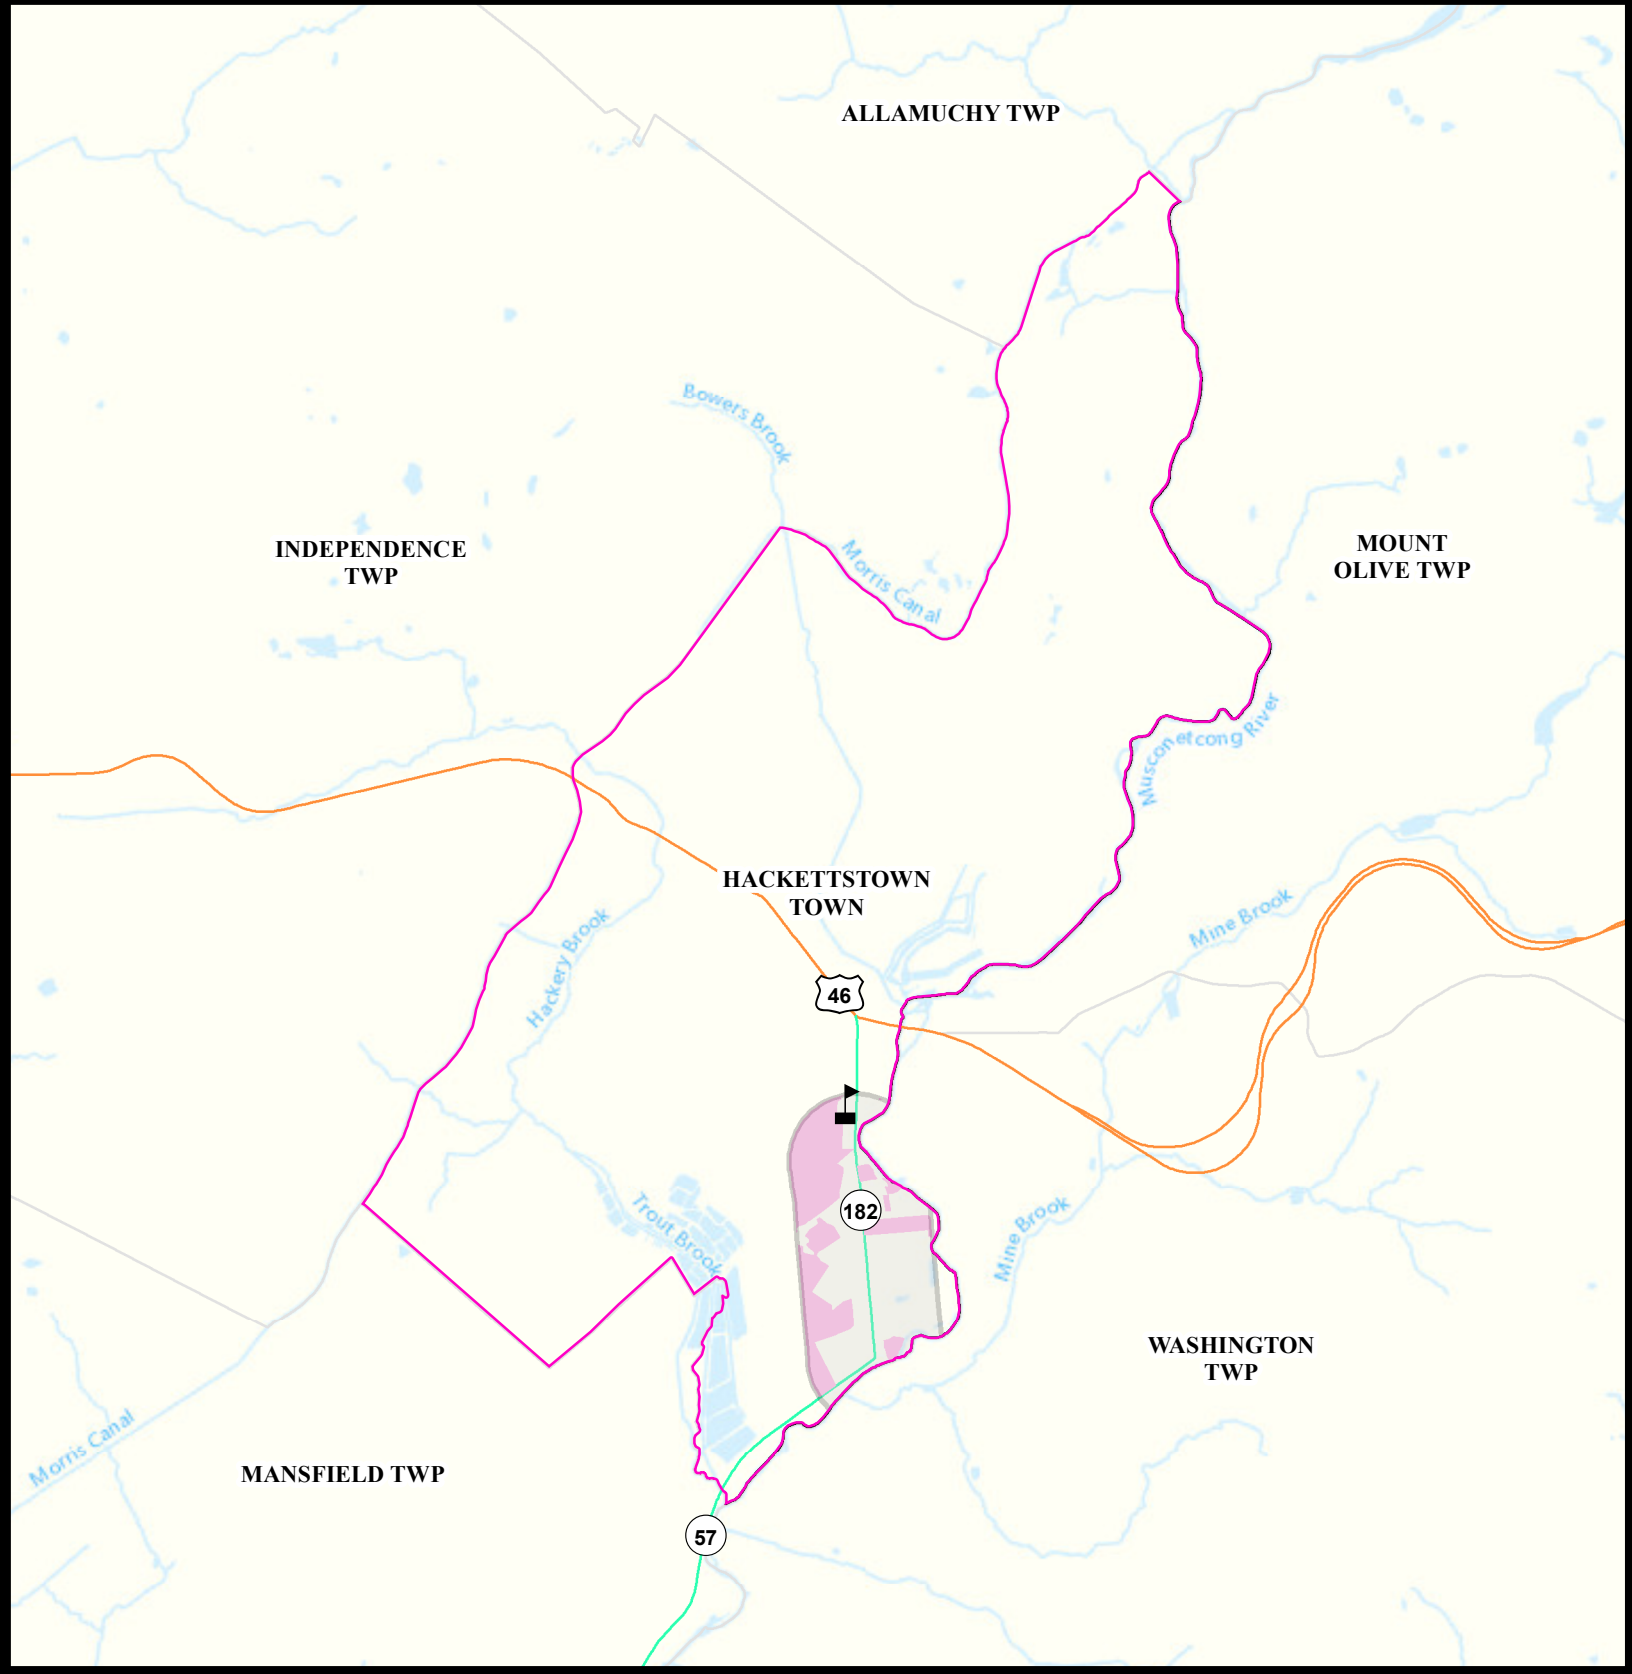 ALLAMUCHY TWP
Bowers Brook
INDEPENDENCE
TWP
Morris Canal
MOUNT
OLIVE TWP
Musconetcong River
HACKETTSTOWN
TOWN
Mine Brook
Hackery Brook
46
Trout Brook
182
Mine Brook
WASHINGTON
TWP
Morris Canal
MANSFIELD TWP
57